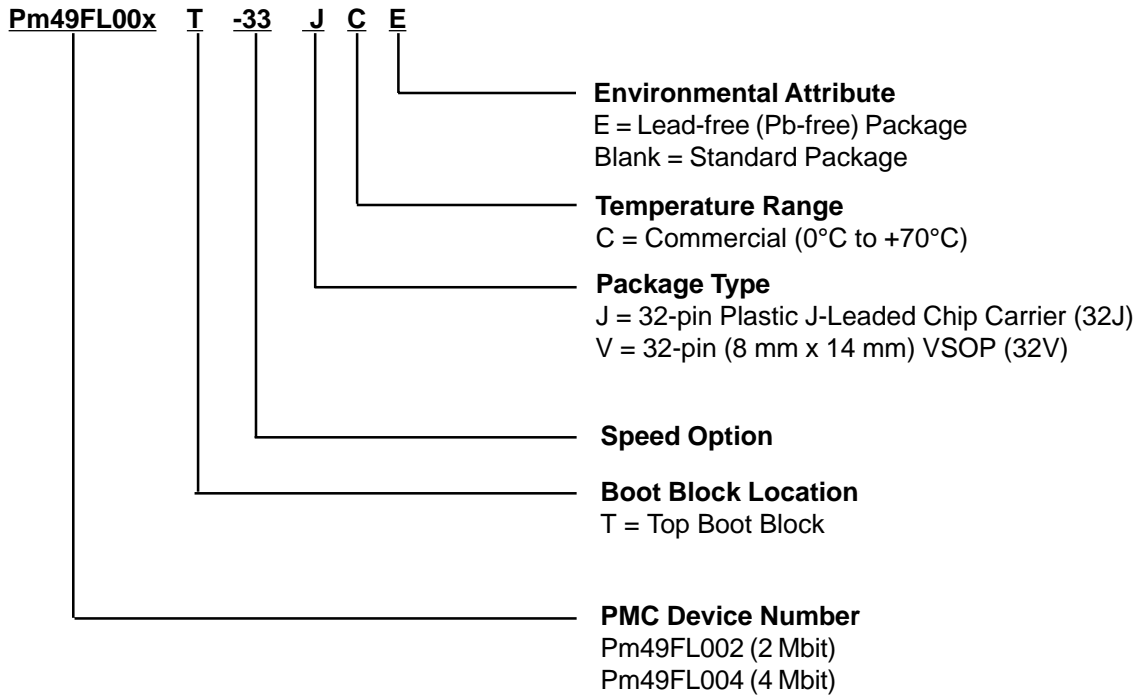 Pm49FL00x T -33 J C E
Environmental Attribute
E = Lead-free (Pb-free) Package
Blank = Standard Package
Temperature Range
C = Commercial (0°C to +70°C)
Package Type
J = 32-pin Plastic J-Leaded Chip Carrier (32J)
V = 32-pin (8 mm x 14 mm) VSOP (32V)
Speed Option
Boot Block Location
T = Top Boot Block
PMC Device Number
Pm49FL002 (2 Mbit)
Pm49FL004 (4 Mbit)